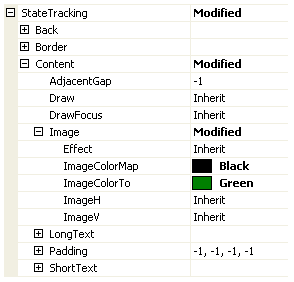 StateTracking Modified
Back
Border
Content Modified
AdjacentGap -1
Draw Inherit
DrawFocus Inherit
Image Modified
Effect Inherit
ImageColorMap Black
ImageColorTo Green
ImageH Inherit
ImageV Inherit
LongText
Padding -1, -1, -1, -1
ShortText